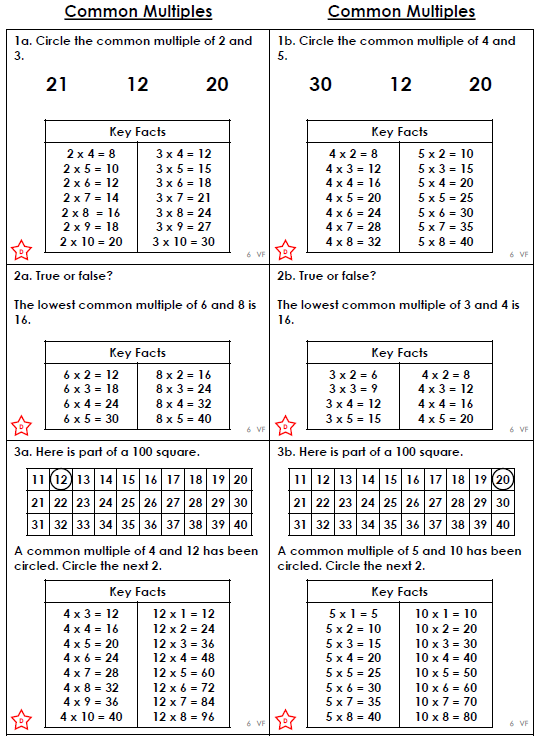 Common Multiples
1a. Circle the common multiple of 2 and
3.
21 12 20
Key Facts
2 x 4 = 8 3 x 4 = 12
2 x 5 = 10 3 x 5 = 15
2 x 6 = 12 3 x 6 = 18
2 x 7 = 14 3 x 7 = 21
2 x 8 = 16 3 x 8 = 24
2 x 9 = 18 3 x 9 = 27
2 x 10 = 20 3 x 10 = 30
D
6 VF
Common Multiples
1b. Circle the common multiple of 4 and
5.
30 12 20
Key Facts
4 x 2 = 8 5 x 2 = 10
4 x 3 = 12 5 x 3 = 15
4 x 4 = 16 5 x 4 = 20
4 x 5 = 20 5 x 5 = 25
4 x 6 = 24 5 x 6 = 30
4 x 7 = 28 5 x 7 = 35
4 x 8 = 32 5 x 8 = 40
D
6 VF
2a. True or false?
The lowest common multiple of 6 and 8 is
16.
Key Facts
6 x 2 = 12 8 x 2 = 16
6 x 3 = 18 8 x 3 = 24
6 x 4 = 24 8 x 4 = 32
6 x 5 = 30 8 x 5 = 40
D
6 VF
2b. True or false?
The lowest common multiple of 3 and 4 is
16.
Key Facts
3 x 2 = 6 4 x 2 = 8
3 x 3 = 9 4 x 3 = 12
3 x 4 = 12 4 x 4 = 16
3 x 5 = 15 4 x 5 = 20
D
6 VF
3a. Here is part of a 100 square.
11 12 13 14 15 16 17 18 19 20
21 22 23 24 25 26 27 28 29 30
31 32 33 34 35 36 37 38 39 40
A common multiple of 4 and 12 has been
circled. Circle the next 2.
Key Facts
4 x 3 = 12 12 x 1 = 12
4 x 4 = 16 12 x 2 = 24
4 x 5 = 20 12 x 3 = 36
4 x 6 = 24 12 x 4 = 48
4 x 7 = 28 12 x 5 = 60
4 x 8 = 32 12 x 6 = 72
4 x 9 = 36 12 x 7 = 84
4 x 10 = 40 12 x 8 = 96
D
6 VF
3b. Here is part of a 100 square.
11 12 13 14 15 16 17 18 19 20
21 22 23 24 25 26 27 28 29 30
31 32 33 34 35 36 37 38 39 40
A common multiple of 5 and 10 has been
circled. Circle the next 2.
Key Facts
5 x 1 = 5 10 x 1 = 10
5 x 2 = 10 10 x 2 = 20
5 x 3 = 15 10 x 3 = 30
5 x 4 = 20 10 x 4 = 40
5 x 5 = 25 10 x 5 = 50
5 x 6 = 30 10 x 6 = 60
5 x 7 = 35 10 x 7 = 70
5 x 8 = 40 10 x 8 = 80
D
6 VF